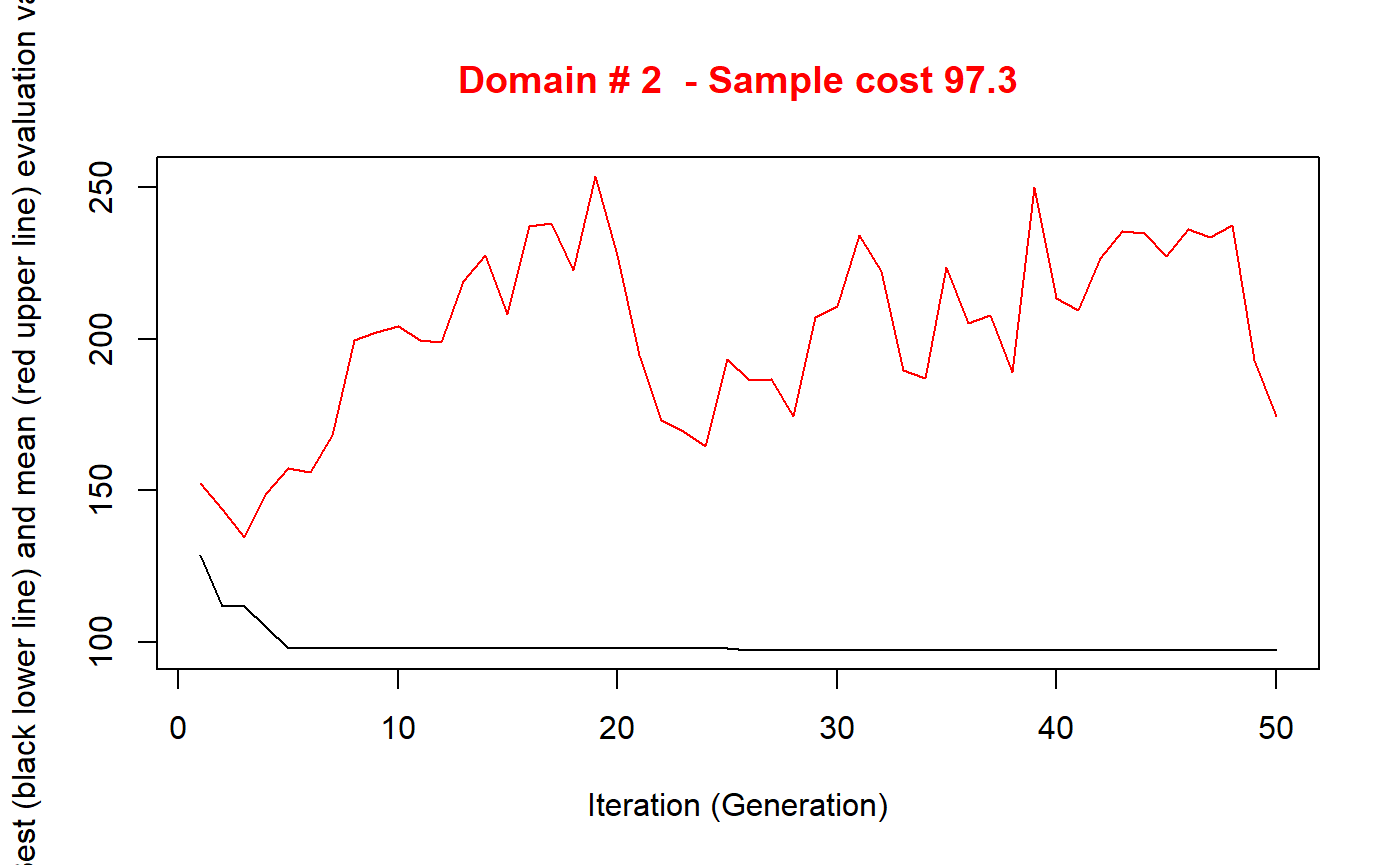 Domain # 2 - Sample cost 97.3
(black lower line) and mean (red upper line) evaluation
250
200
150
100
0 10 20 30 40 50
Iteration (Generation)